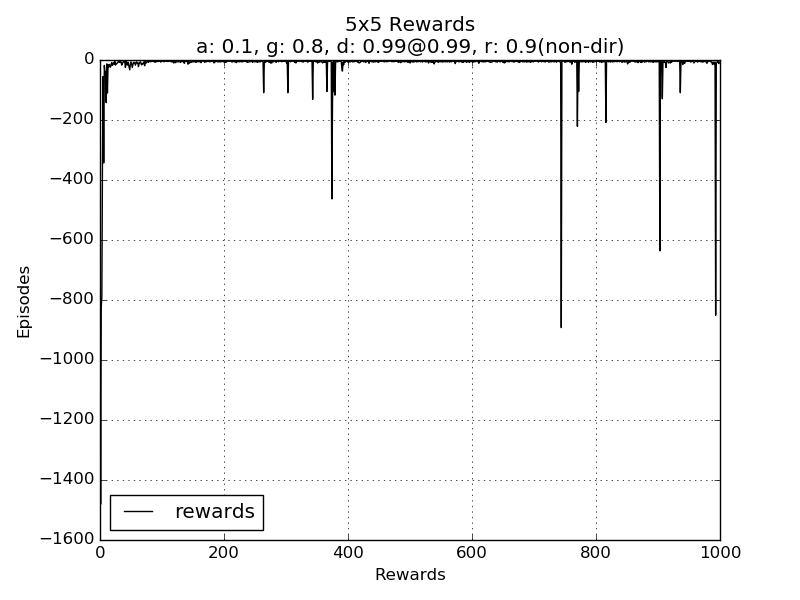 5x5 Rewards
a: 0.1, g: 0.8, d: 0.99@0.99, r: 0.9(non-dir)
0
−200
−400
−600
−800
−1000
−1200
−1400
−1600
Episodes
rewards
0 200 400 600 800 1000
Rewards